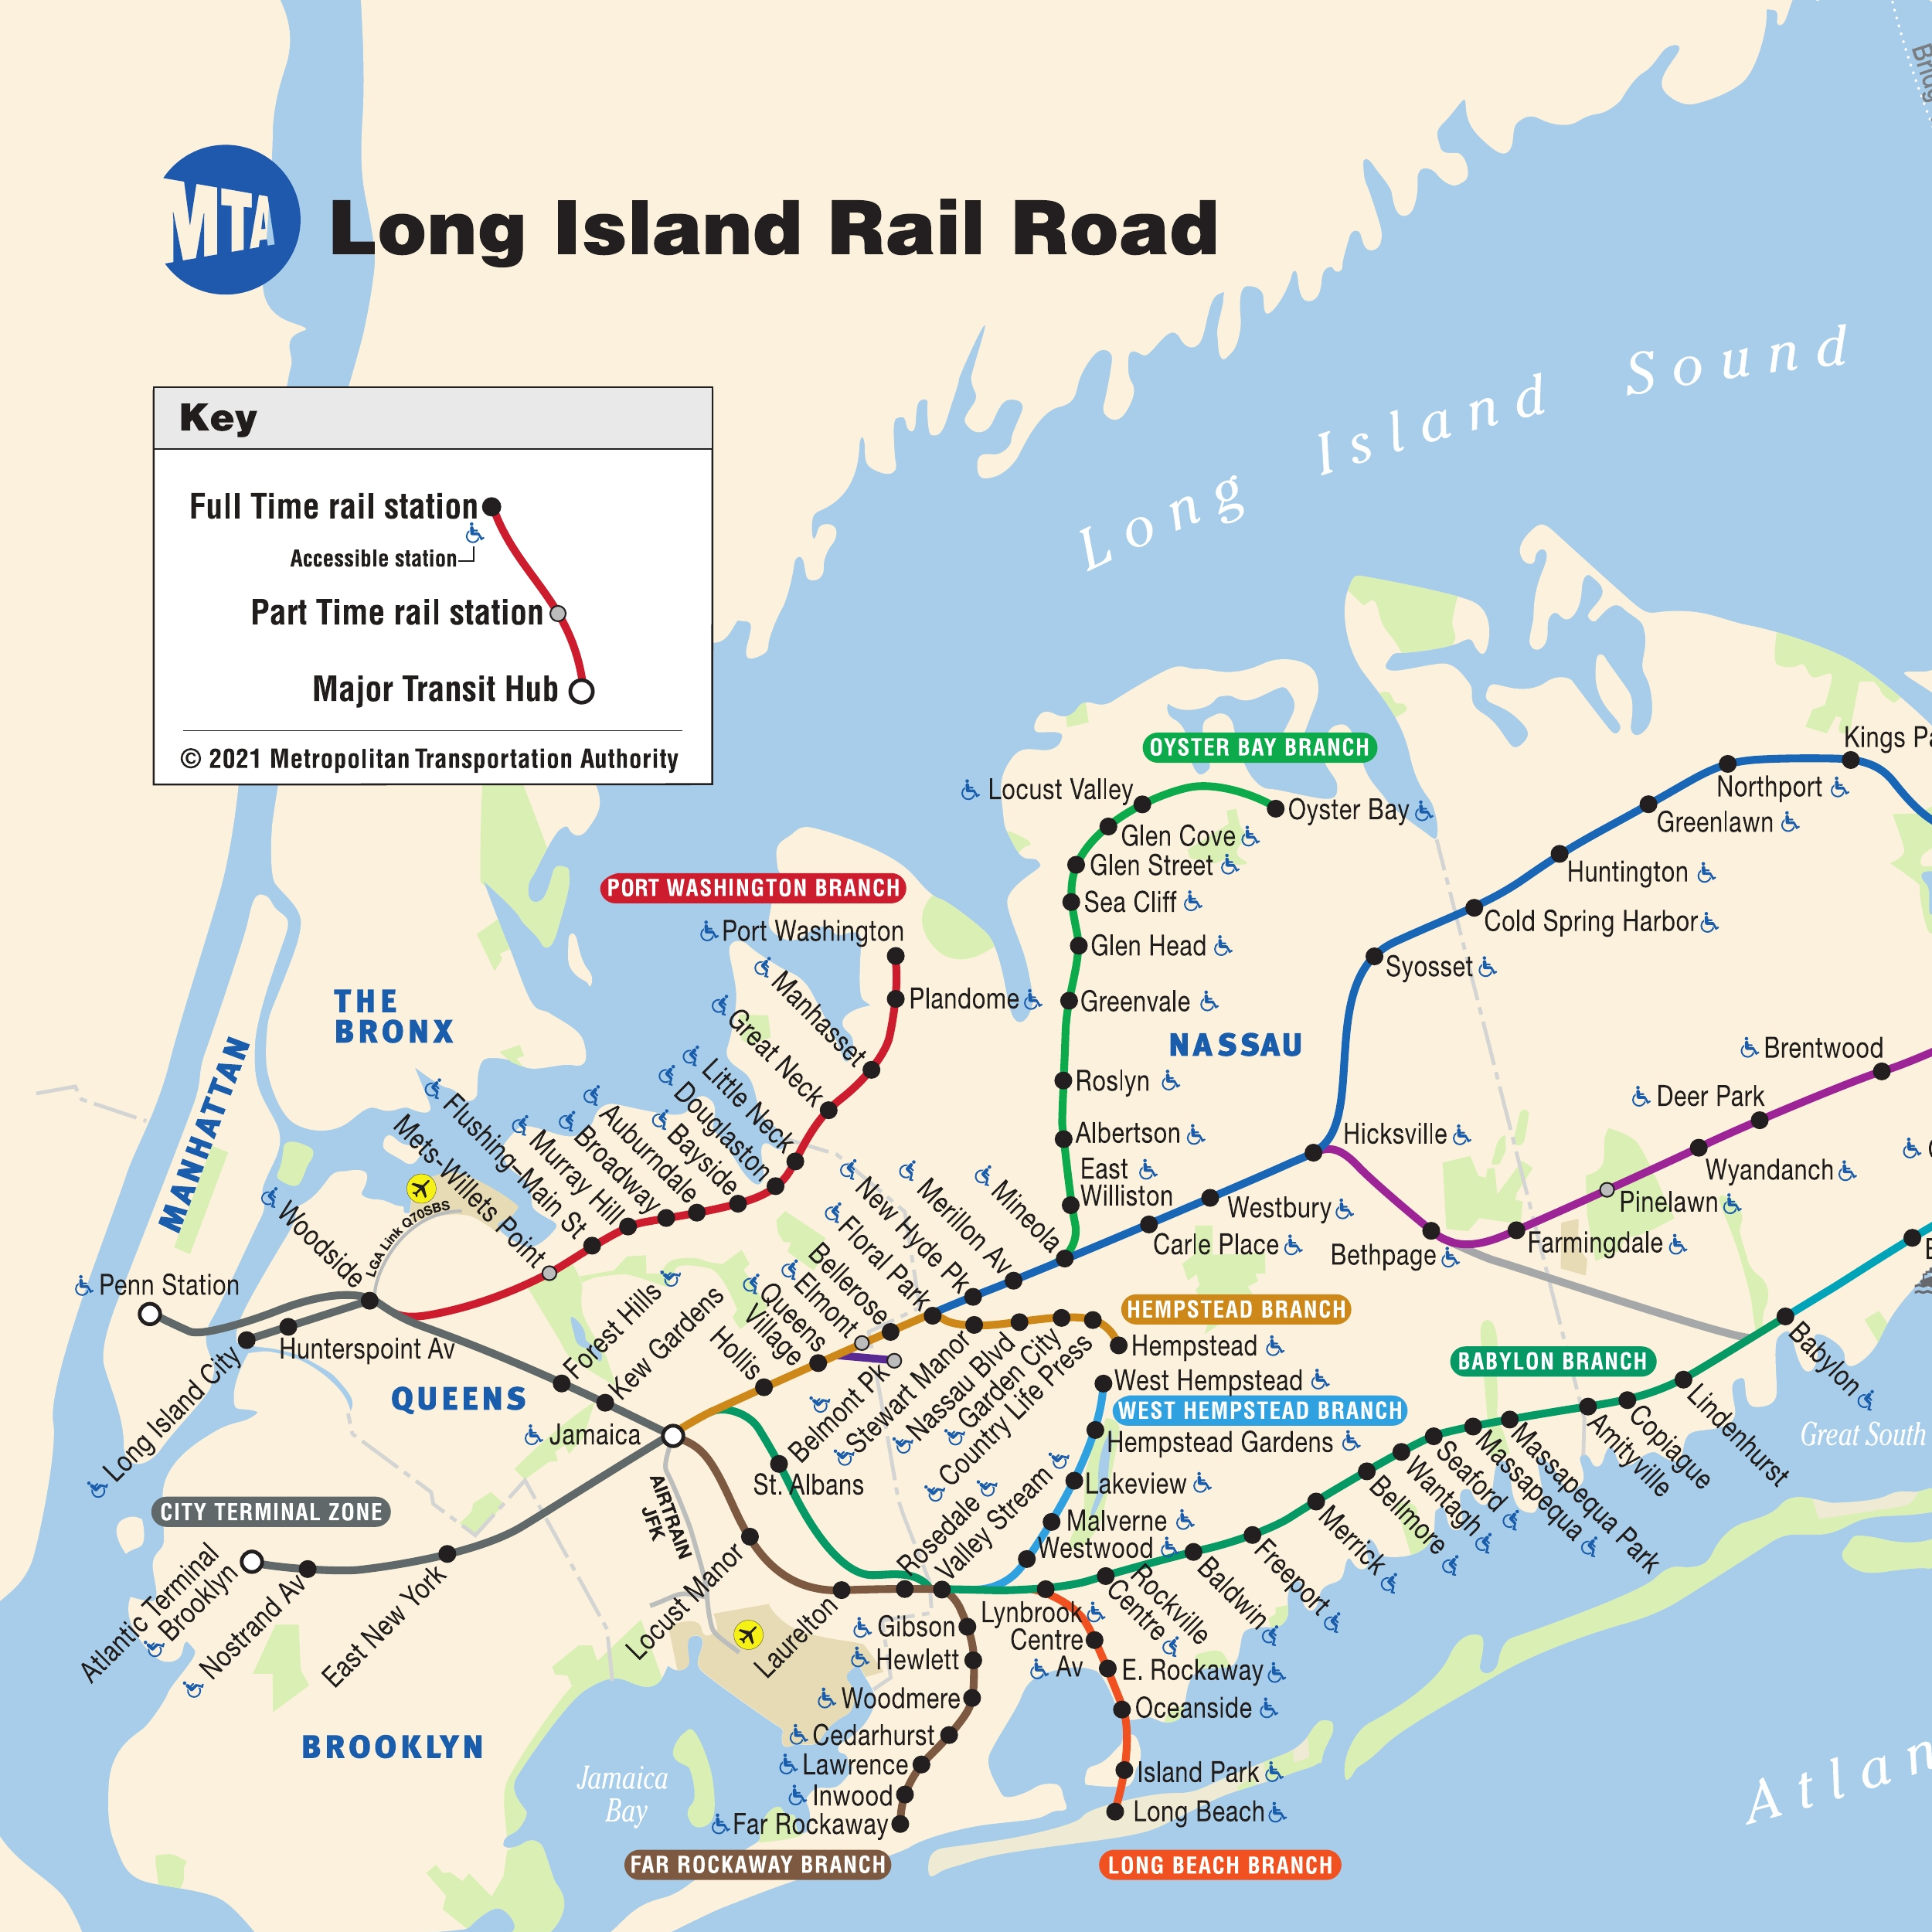 MTA
Long Island Rail Road
Key
Full Time rail station
Accessible station
Part Time rail station
Major Transit Hub
© 2021 Metropolitan Transportation Authority
Long Island Sound
OYSTER BAY BRANCH
Locust Valley
Oyster Bay
Glen Cove
Glen Street
Sea Cliff
Glen Head
Greenvale
Roslyn
Albertson
East
Williston
Kings Pa
Northport
Greenlawn
Huntington
Cold Spring Harbor
Syosset
PORT WASHINGTON BRANCH
Port Washington
Plandome
Manhasset
Great Neck
Little Neck
Douglaston
Bayside
Auburndale
Broadway
Murray Hill
Flushing–Main St
Mets-Willets Point
THE
BRONX
MANHATTAN
NASSAU
Brentwood
Deer Park
Wyandanch
Pinelawn
Farmingdale
Bethpage
Hicksville
Westbury
Carle Place
Mineola
Merillon Av
New Hyde Pk
Floral Park
Bellerose
Elmont
Queens
Village
Hollis
Woodside
LGA Link Q70SBS
Penn Station
Hunterspoint Av
Long Island City
QUEENS
Forest Hills
Kew Gardens
Jamaica
HEMPSTEAD BRANCH
Hempstead
Belmont Pk
Stewart Manor
Nassau Blvd
Garden City
Country Life Press
West Hempstead
WEST HEMPSTEAD BRANCH
Hempstead Gardens
Lakeview
Malverne
Westwood
BABYLON BRANCH
Babylon
Lindenhurst
Copiague
Amityville
Massapequa Park
Massapequa
Seaford
Wantagh
Bellmore
Merrick
Freeport
Baldwin
Rockville
Centre
Great South
CITY TERMINAL ZONE
Atlantic Terminal
Brooklyn
Nostrand Av
East New York
AIRTRAIN
JFK
St. Albans
Locust Manor
Laurelton
Rosedale
Valley Stream
Lynbrook
Centre
Av
E. Rockaway
Oceanside
Island Park
Long Beach
Gibson
Hewlett
Woodmere
Cedarhurst
Lawrence
Inwood
Far Rockaway
BROOKLYN
Jamaica
Bay
FAR ROCKAWAY BRANCH
LONG BEACH BRANCH
Atlan